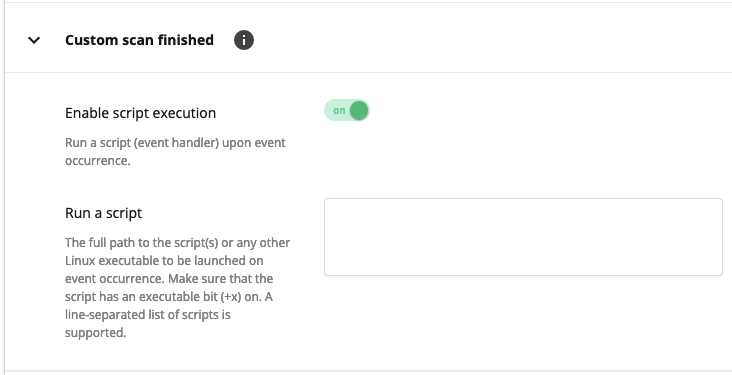 Custom scan finished i
Enable script execution
on
Run a script (event handler) upon event
occurrence.
Run a script
The full path to the script(s) or any other
Linux executable to be launched on
event occurrence. Make sure that the
script has an executable bit (+x) on. A
line-separated list of scripts is
supported.